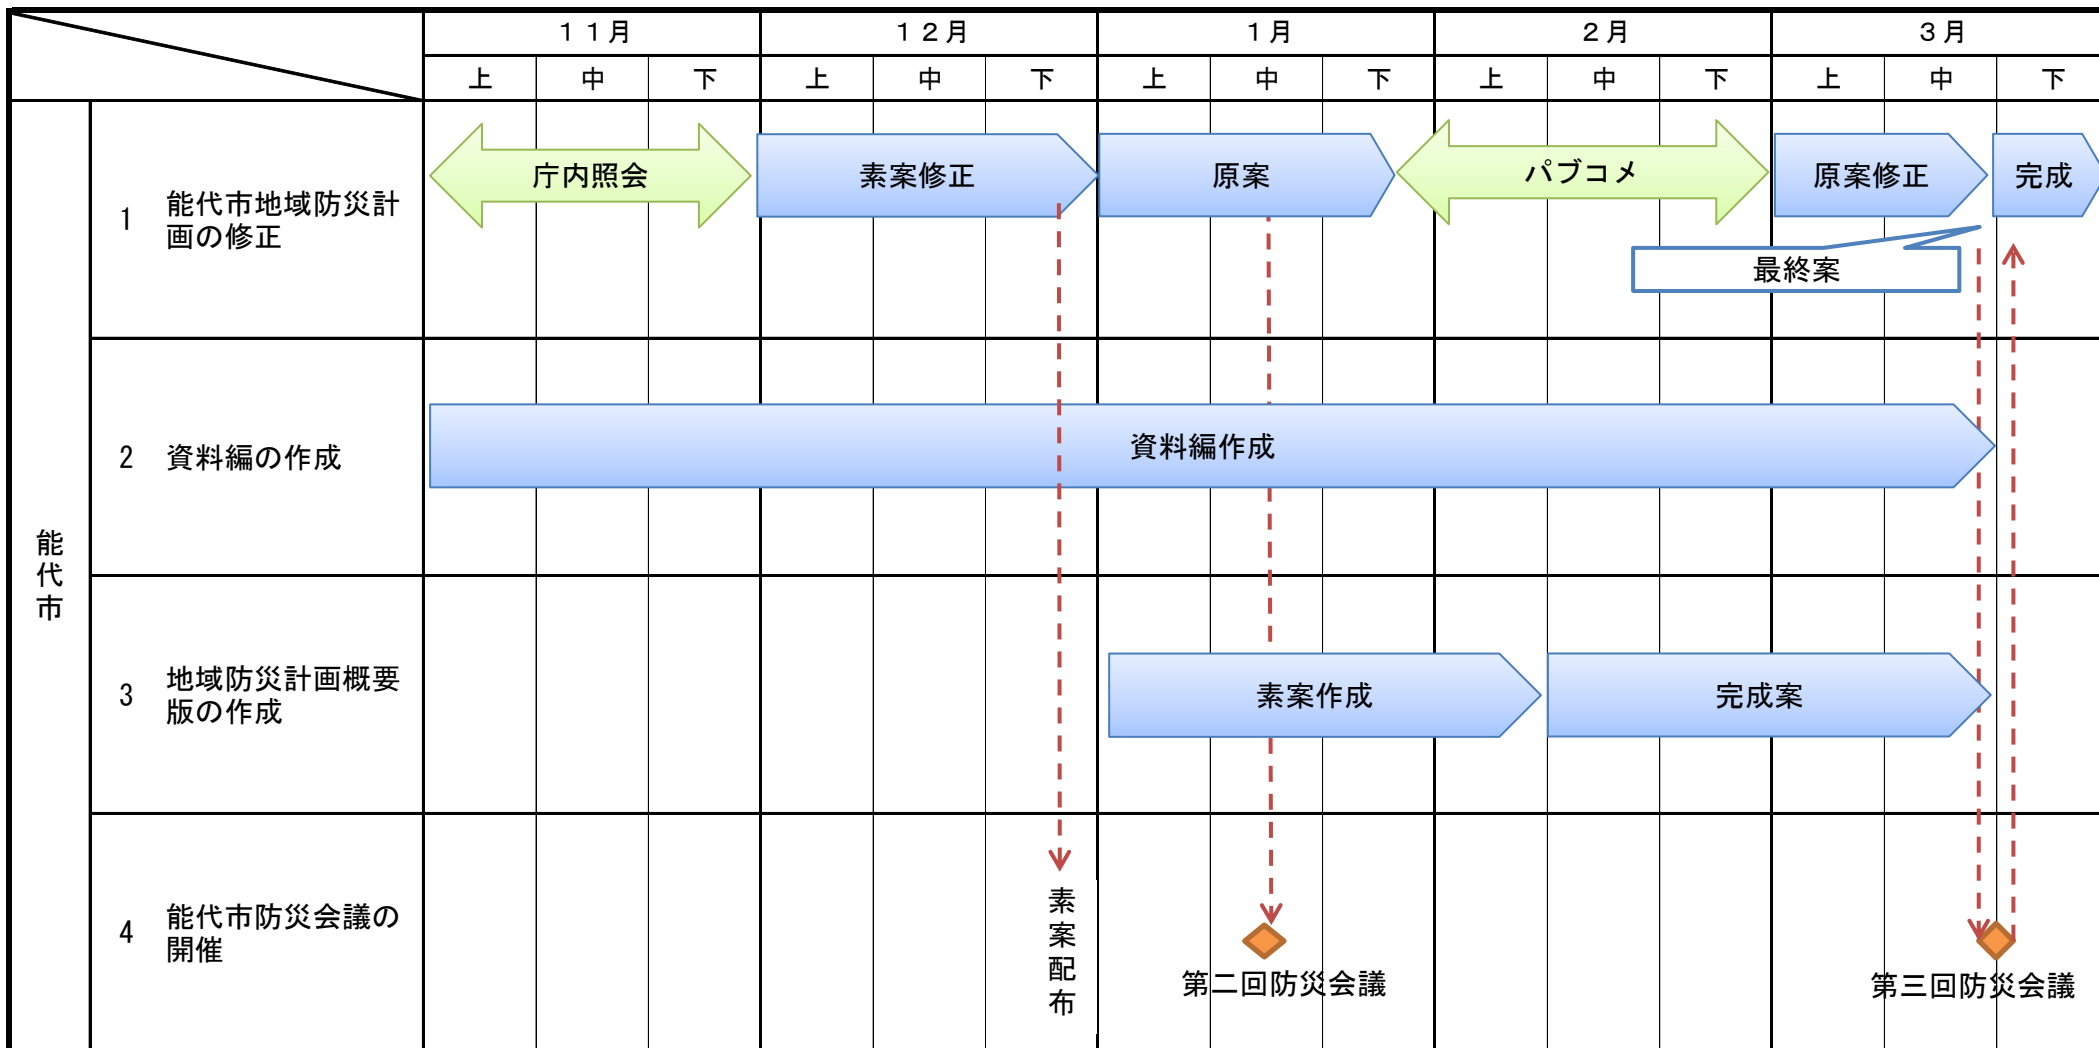 １１月
１２月
１月
２月
３月
上
中
下
上
中
下
上
中
下
上
中
下
上
中
下
能代市
1
能代市地域防災計
画の修正
庁内照会
素案修正
原案
パブコメ
原案修正
完成
最終案
2
資料編の作成
資料編作成
3
地域防災計画概要
版の作成
素案作成
完成案
4
能代市防災会議の
開催
素案配布
第二回防災会議
第三回防災会議